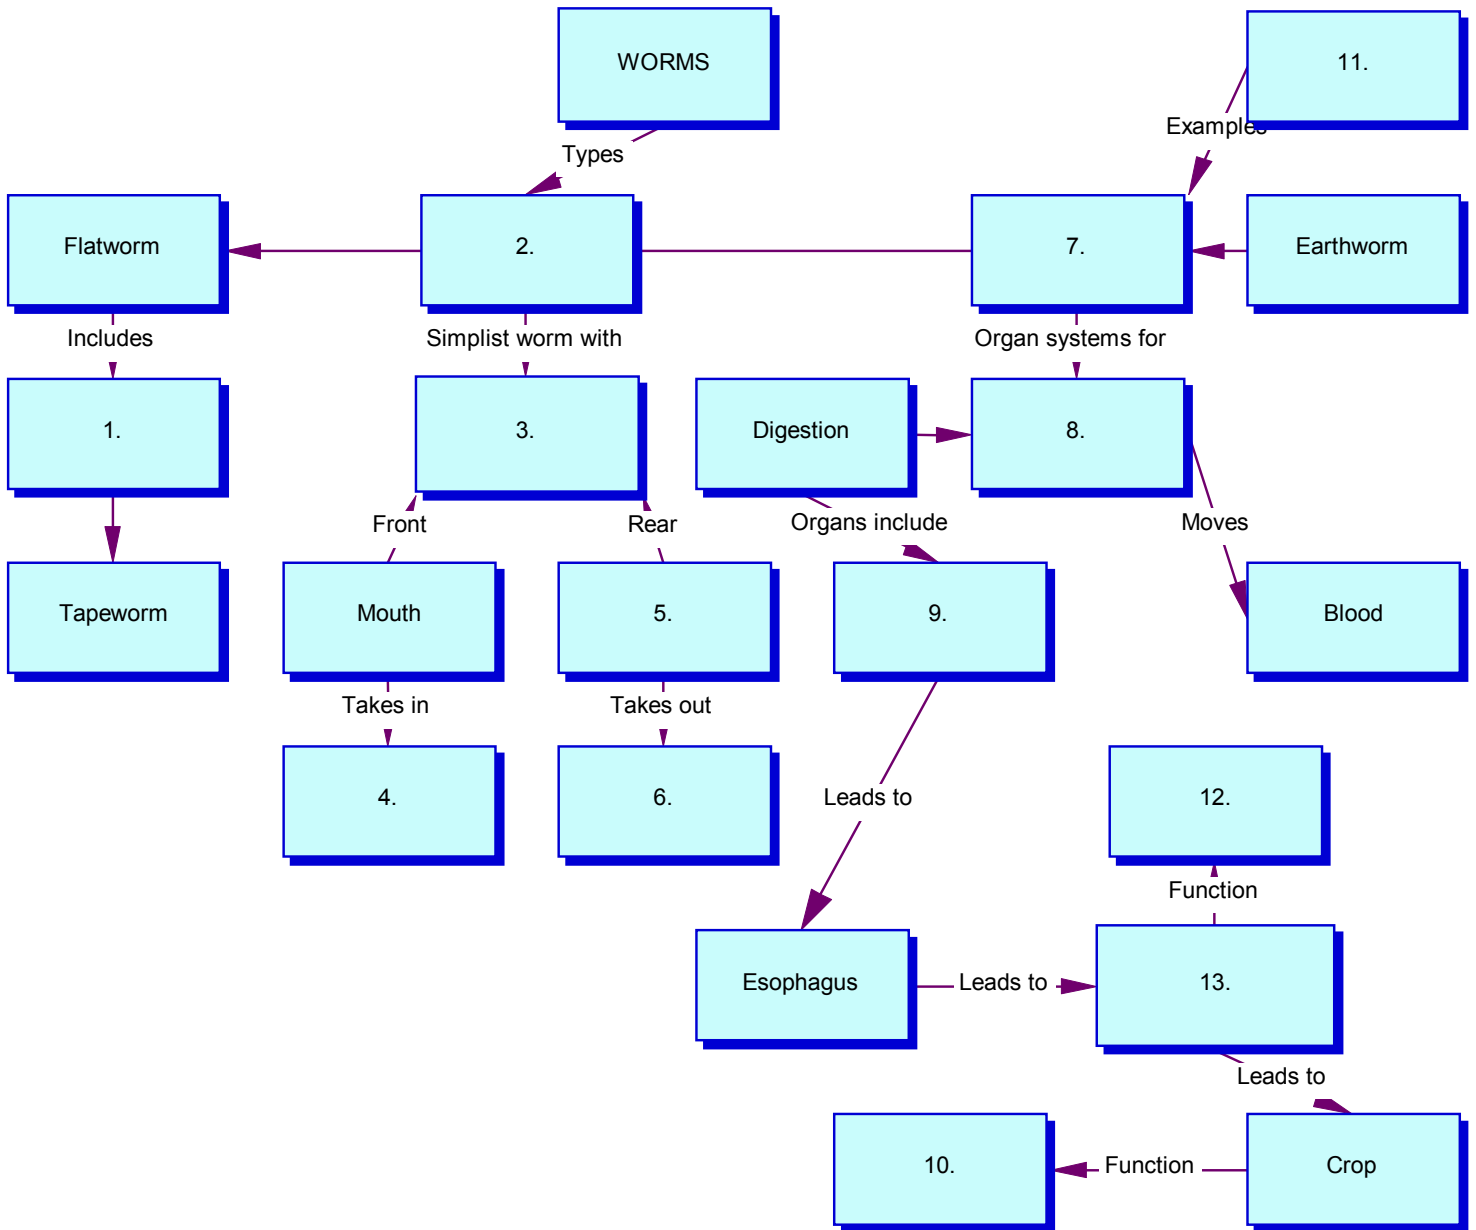 WORMS
11.
Examples
Types
Flatworm
2.
7.
Earthworm
Includes
Simplist worm with
Organ systems for
1.
3.
Digestion
8.
Front
Rear
Organs include
Moves
Tapeworm
Mouth
5.
9.
Blood
Takes in
Takes out
4.
6.
Leads to
12.
Function
Esophagus
Leads to
13.
Leads to
10.
Function
Crop